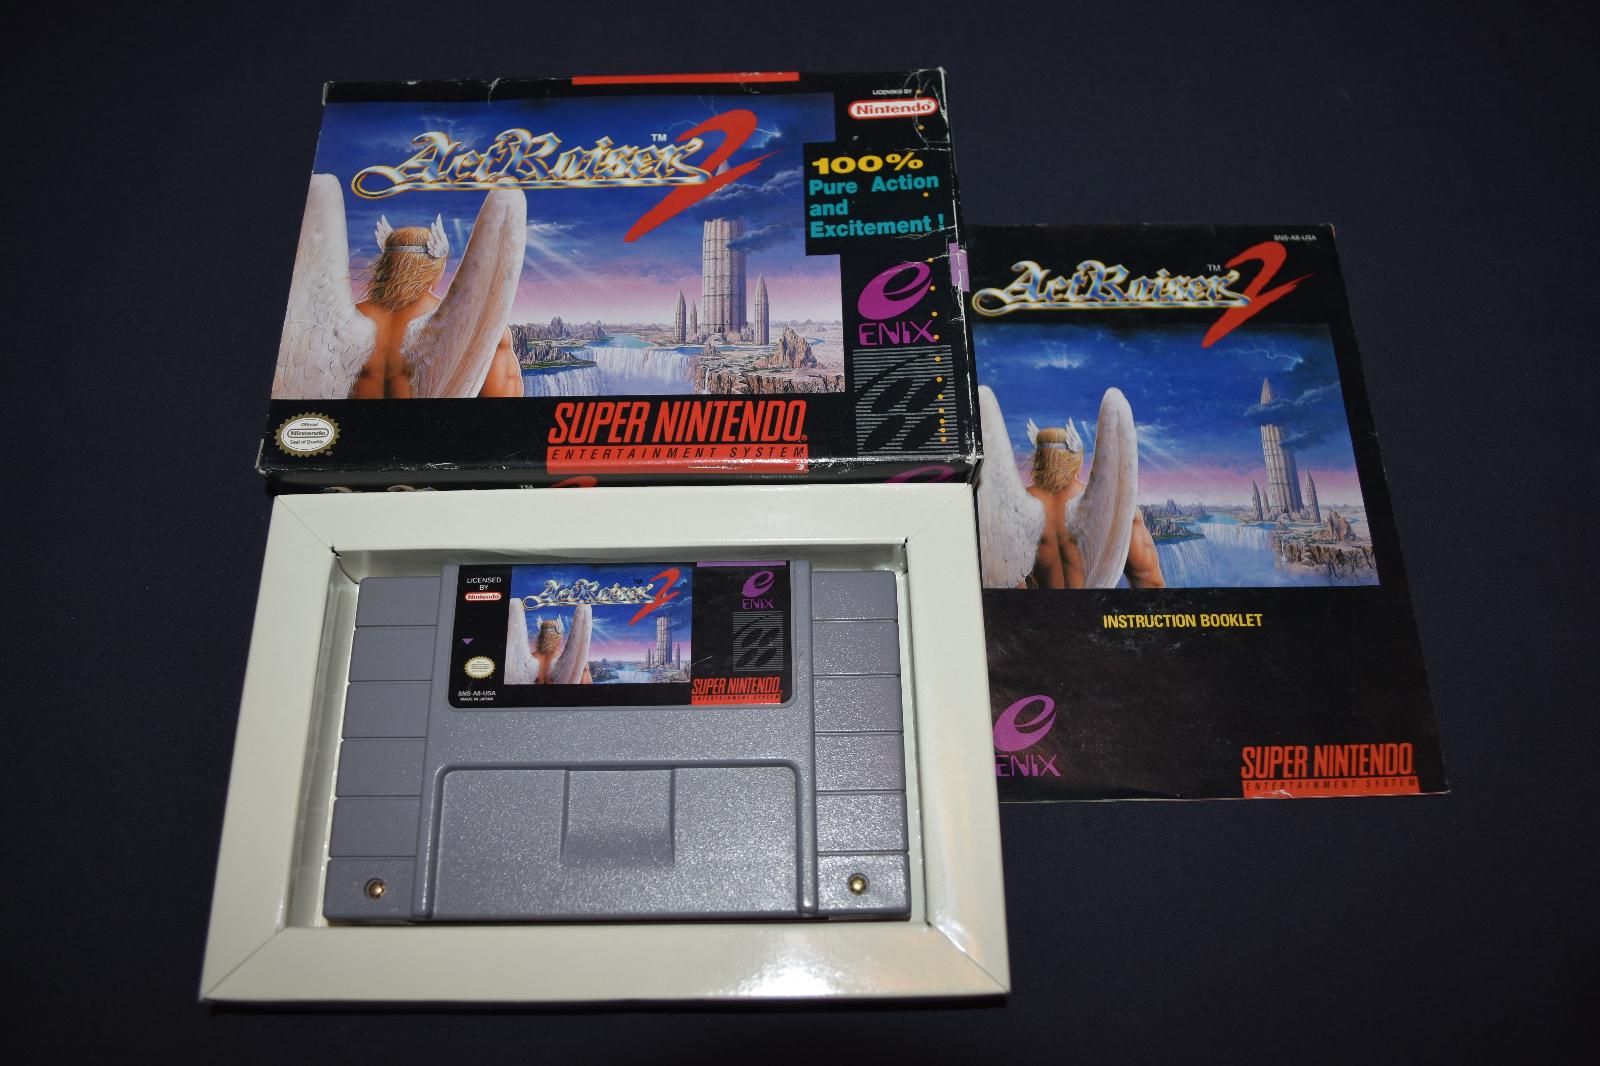 LICENSED BY
Nintendo
ActRaiser 2
TM
100%
Pure Action
and
Excitement!
ENIX
Official
Nintendo
Seal of Quality
SUPER NINTENDO
ENTERTAINMENT SYSTEM
SNS-A8-USA
ActRaiser 2
TM
INSTRUCTION BOOKLET
ENIX
SUPER NINTENDO
ENTERTAINMENT SYSTEM
LICENSED
BY
Nintendo
ActRaiser 2
TM
ENIX
SNS-A8-USA
MADE IN JAPAN
SUPER NINTENDO
ENTERTAINMENT SYSTEM